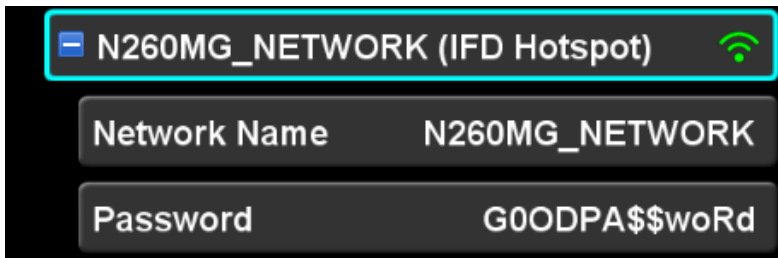 N260MG_NETWORK (IFD Hotspot)
Network Name N260MG_NETWORK
Password G0ODPA$$woRd